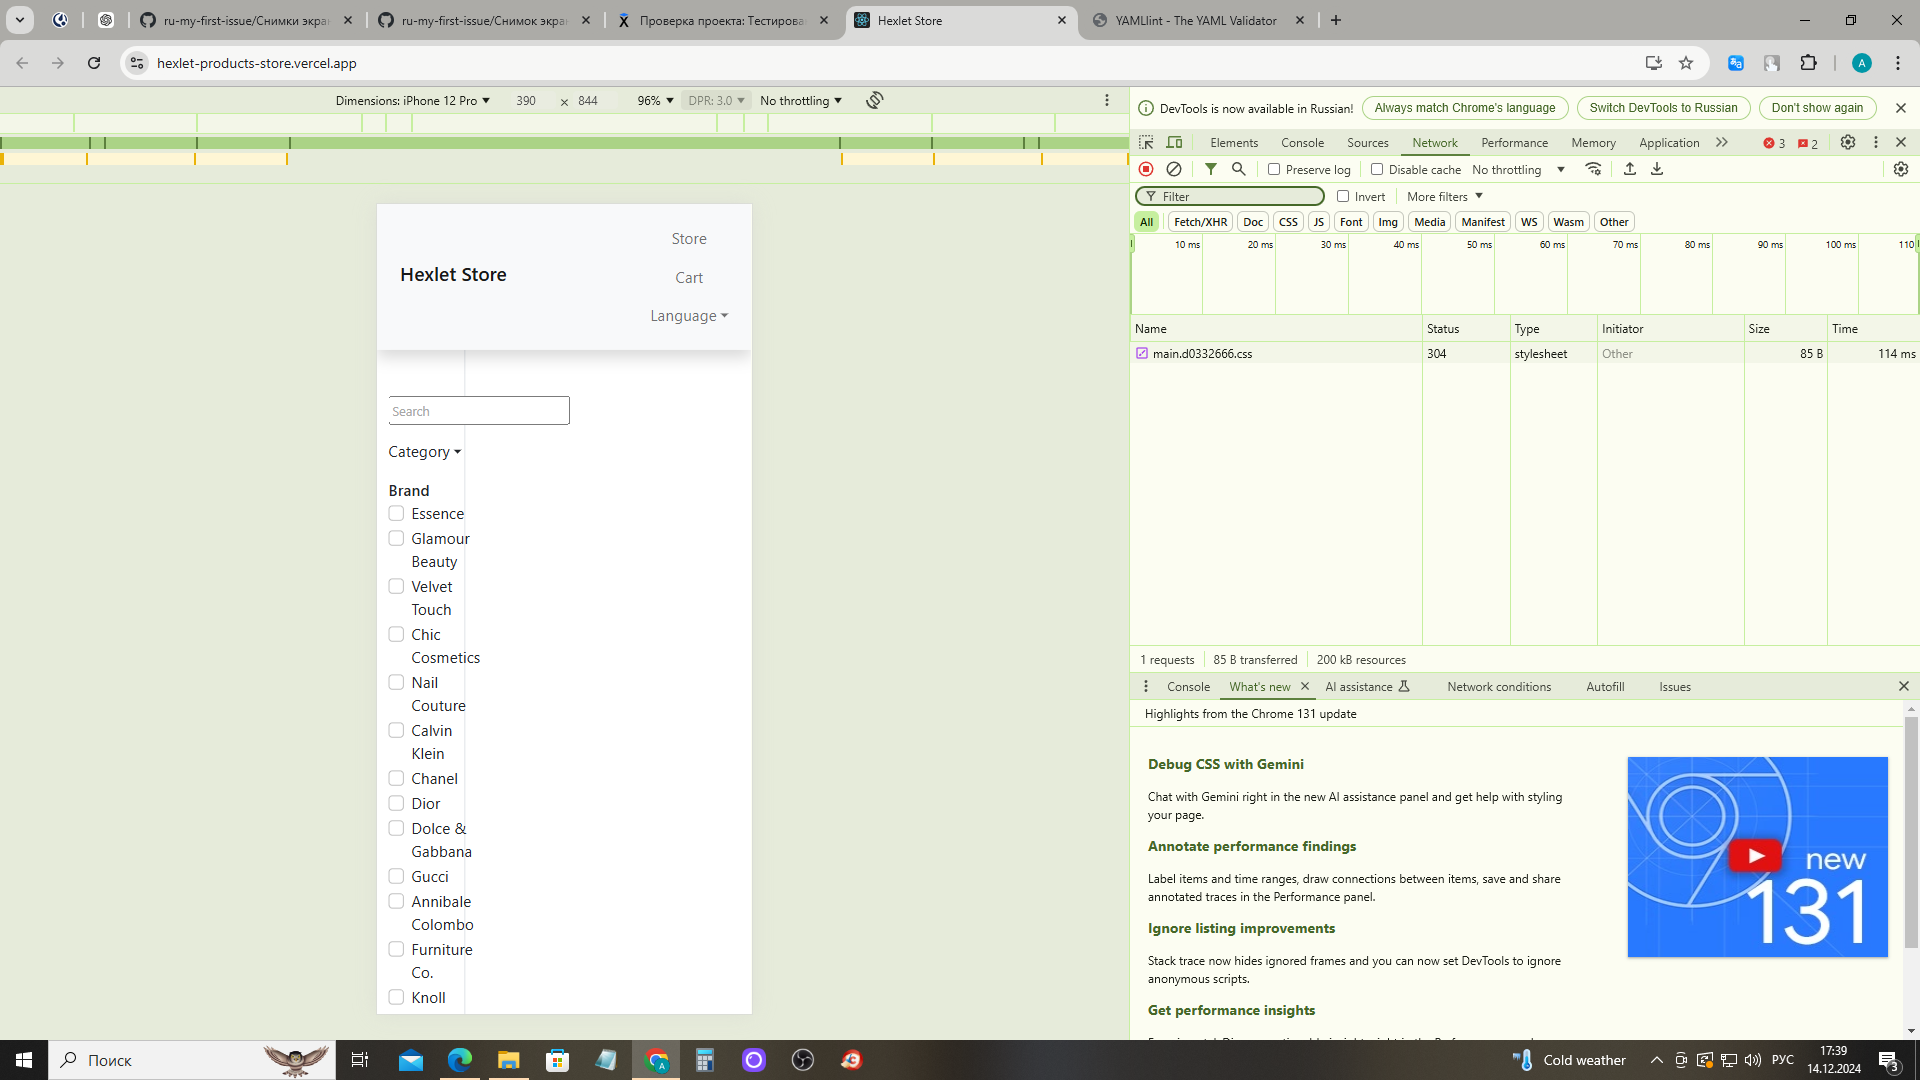 ru-my-first-issue/Снимки экра
ru-my-first-issue/Снимок экра
Проверка проекта: Тестирова
Hexlet Store
YAMLlint - The YAML Validator
hexlet-products-store.vercel.app
A
Dimensions: iPhone 12 Pro
390 × 844
96%
DPR: 3.0
No throttling
Hexlet Store
Store
Cart
Language
Search
Category
Brand
Essence
Glamour
Beauty
Velvet
Touch
Chic
Cosmetics
Nail
Couture
Calvin
Klein
Chanel
Dior
Dolce &
Gabbana
Gucci
Annibale
Colombo
Furniture
Co.
Knoll
DevTools is now available in Russian!
Always match Chrome's language
Switch DevTools to Russian
Don't show again
Elements Console Sources Network Performance Memory Application 3 2
Preserve log Disable cache No throttling
Filter Invert More filters
All Fetch/XHR Doc CSS JS Font Img Media Manifest WS Wasm Other
10 ms 20 ms 30 ms 40 ms 50 ms 60 ms 70 ms 80 ms 90 ms 100 ms 110
Name Status Type Initiator Size Time
main.d0332666.css 304 stylesheet Other 85 B 114 ms
1 requests 85 B transferred 200 kB resources
Console What's new AI assistance Network conditions Autofill Issues
Highlights from the Chrome 131 update
Debug CSS with Gemini
Chat with Gemini right in the new AI assistance panel and get help with styling
your page.
Annotate performance findings
Label items and time ranges, draw connections between items, save and share
annotated traces in the Performance panel.
Ignore listing improvements
Stack trace now hides ignored frames and you can now set DevTools to ignore
anonymous scripts.
Get performance insights
new
131
Поиск
A
Cold weather
РУС
17:39
14.12.2024
3